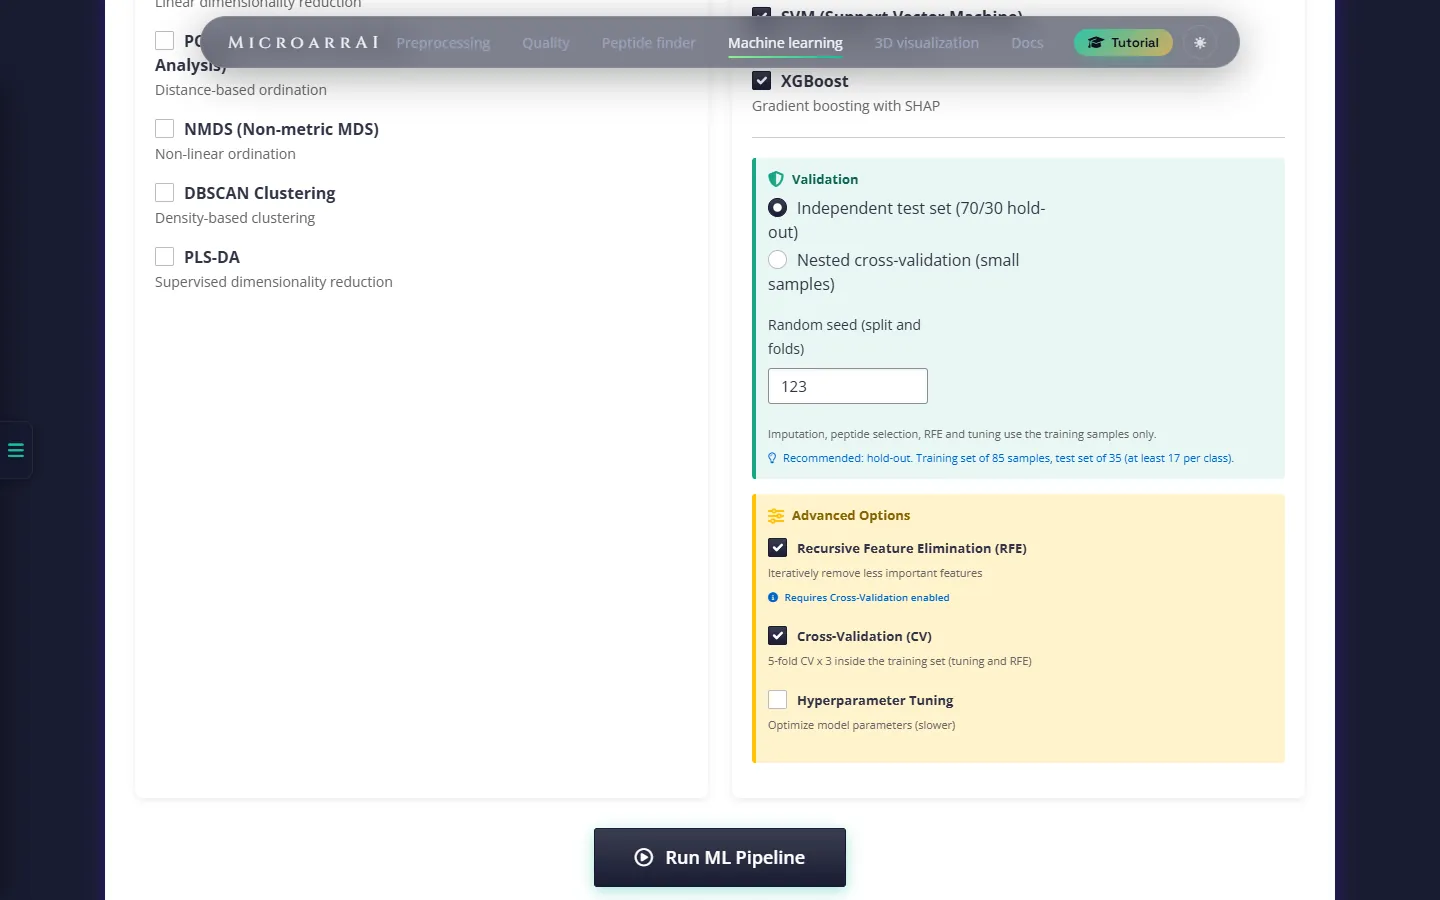 Linear dimensionality reduction
MICROARRAI
Preprocessing
Quality
Peptide finder
Machine learning
3D visualization
Docs
Tutorial
Analysis)
Distance-based ordination
NMDS (Non-metric MDS)
Non-linear ordination
DBSCAN Clustering
Density-based clustering
PLS-DA
Supervised dimensionality reduction
SVM (Support Vector Machine)
XGBoost
Gradient boosting with SHAP
Validation
Independent test set (70/30 hold-
out)
Nested cross-validation (small
samples)
Random seed (split and
folds)
123
Imputation, peptide selection, RFE and tuning use the training samples only.
Recommended: hold-out. Training set of 85 samples, test set of 35 (at least 17 per class).
Advanced Options
Recursive Feature Elimination (RFE)
Iteratively remove less important features
Requires Cross-Validation enabled
Cross-Validation (CV)
5-fold CV x 3 inside the training set (tuning and RFE)
Hyperparameter Tuning
Optimize model parameters (slower)
Run ML Pipeline